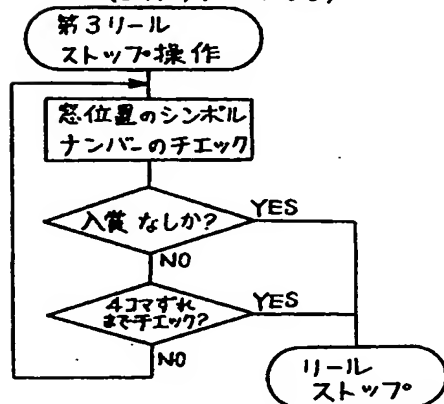 第3リール
ストップ操作
窓位置のシンボル
ナンバーのチェック
入賞なしか?
YES
NO
4コマずれ
までチェック?
YES
NO
リール
ストップ